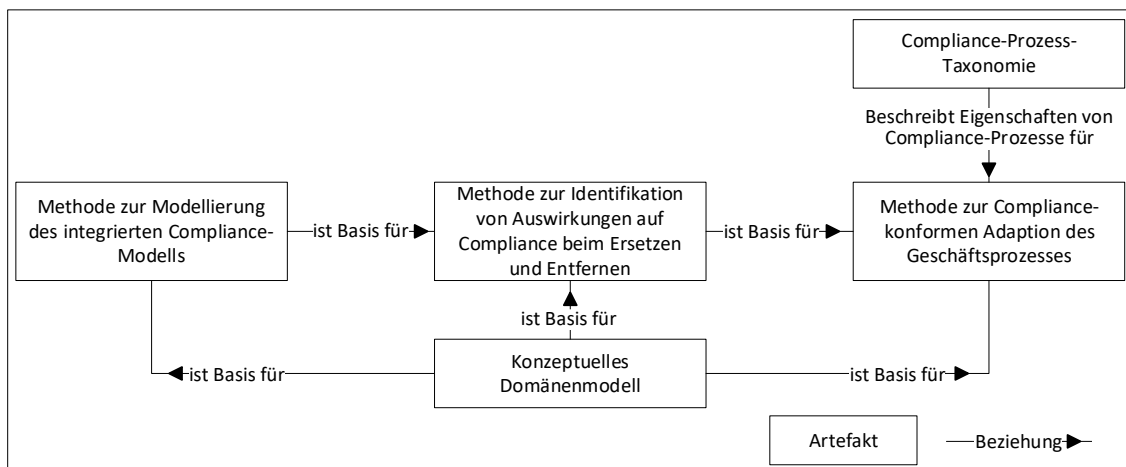 Compliance-Prozess-
Taxonomie
Beschreibt Eigenschaften von
Compliance-Prozesse für
Methode zur Modellierung
des integrierten Compliance-
Modells
ist Basis für
Methode zur Identifikation
von Auswirkungen auf
Compliance beim Ersetzen
und Entfernen
ist Basis für
Methode zur Compliance-
konformen Adaption des
Geschäftsprozesses
ist Basis für
ist Basis für
Konzeptuelles
Domänenmodell
ist Basis für
Artefakt
Beziehung